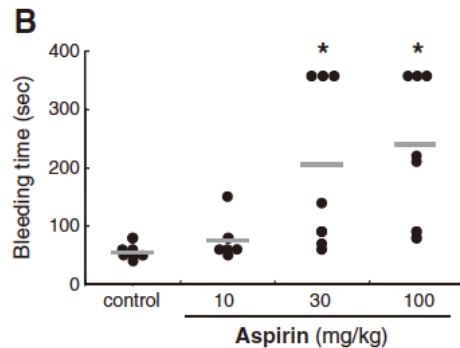 B
Bleeding time (sec)
400
300
200
100
0
* *
control 10 30 100
Aspirin (mg/kg)